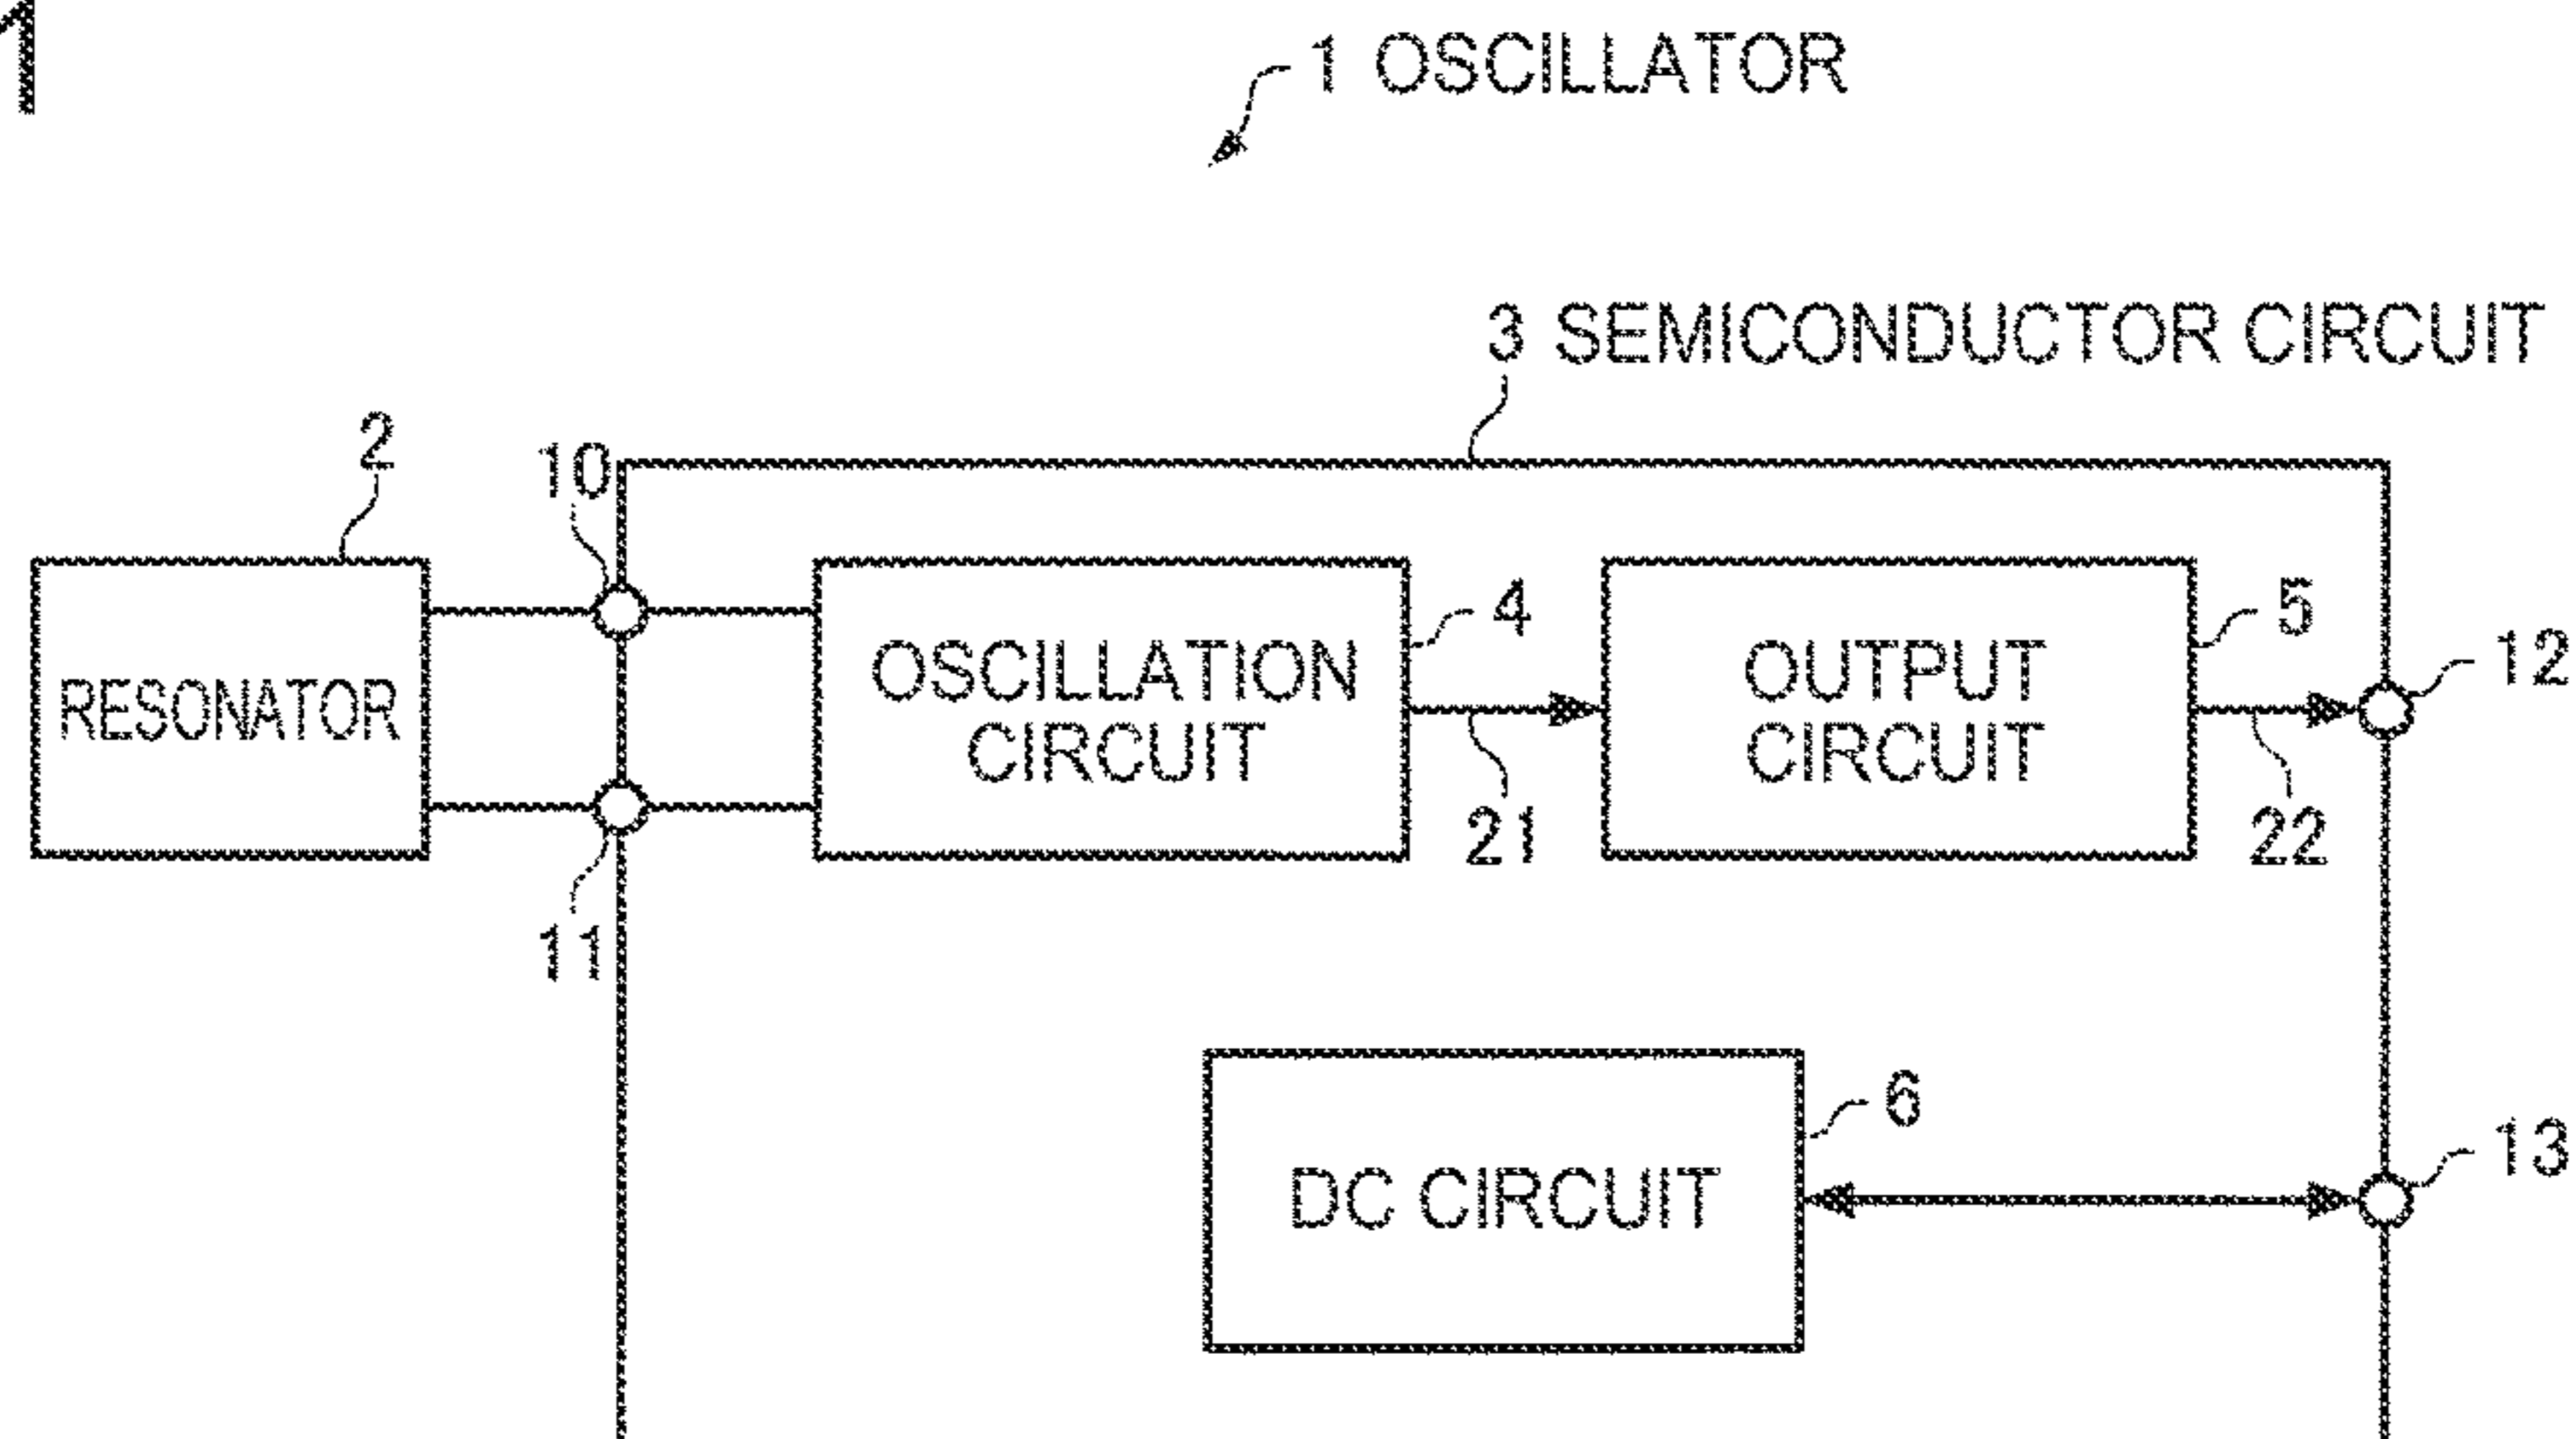 1
1 OSCILLATOR
3 SEMICONDUCTOR CIRCUIT
2
10
RESONATOR
OSCILLATION
CIRCUIT
4
OUTPUT
CIRCUIT
5
12
21
22
11
DC CIRCUIT
6
13